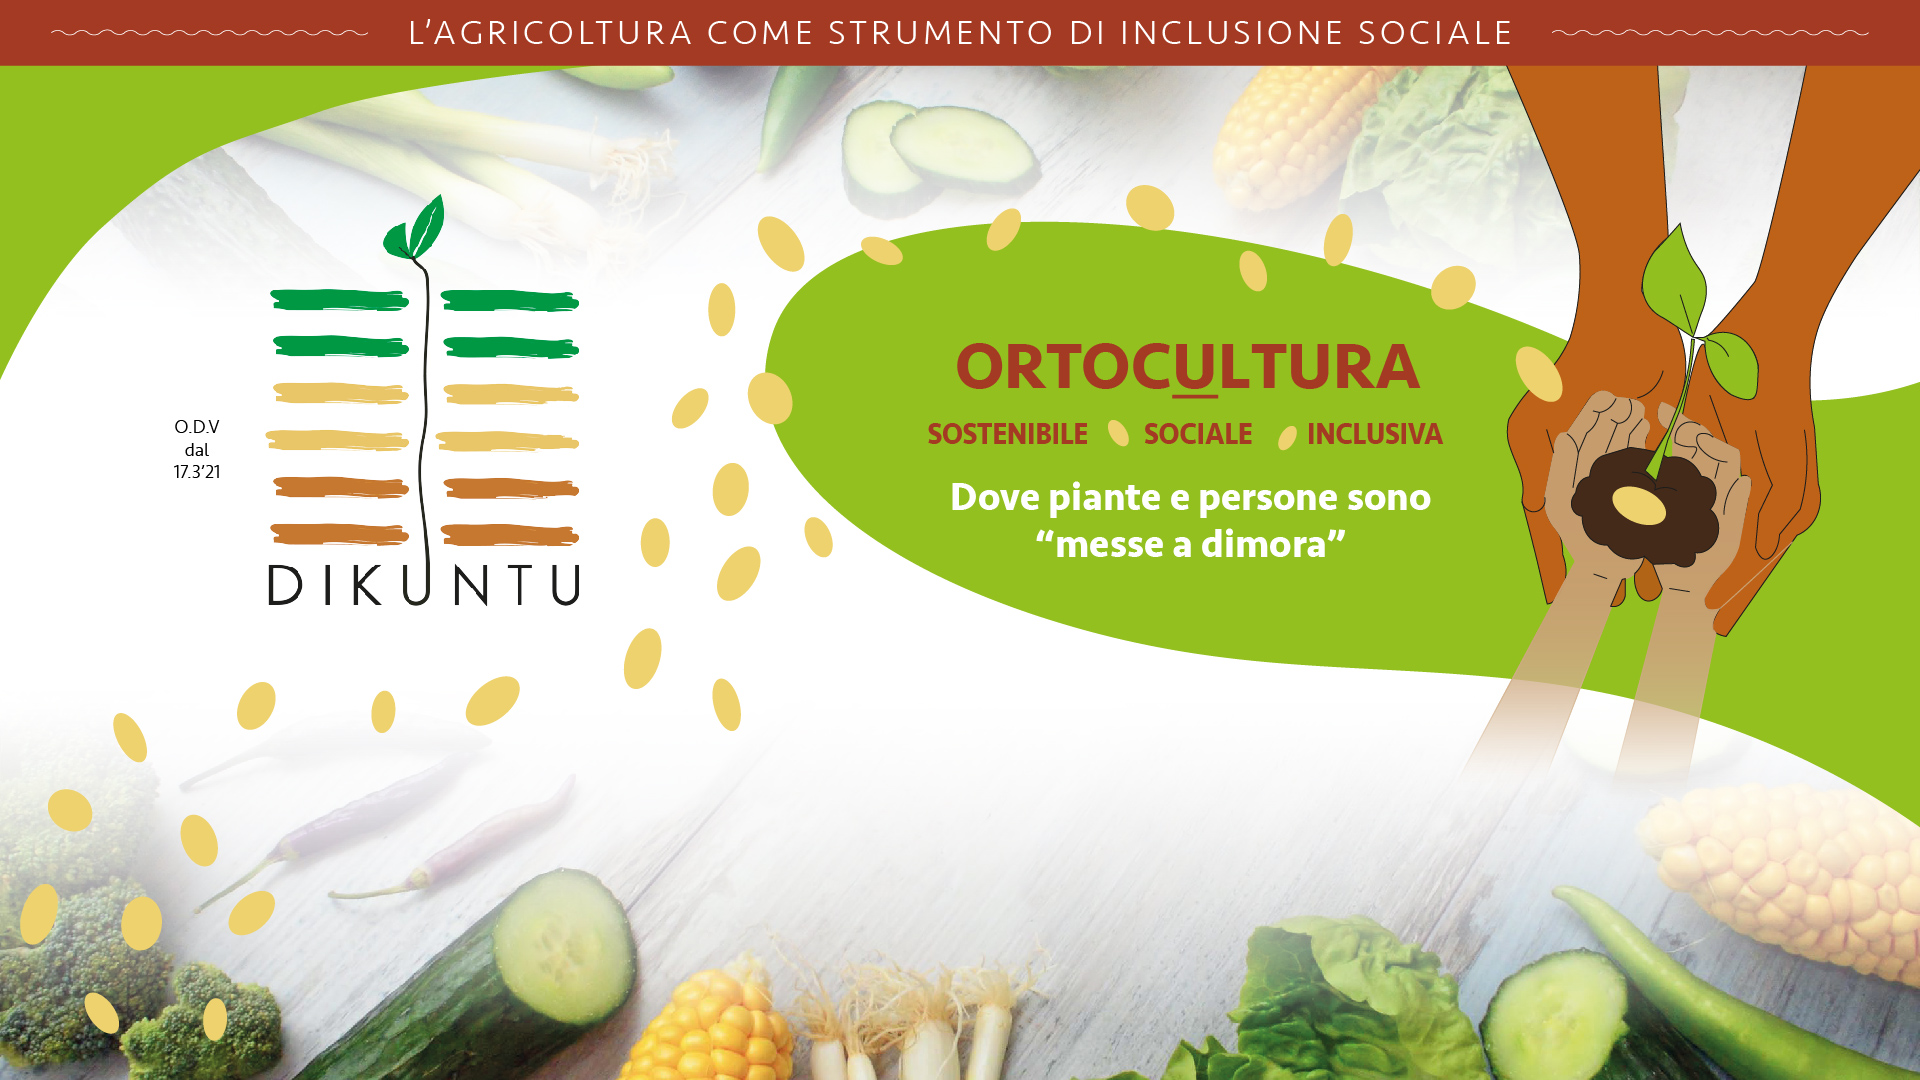 L’AGRICOLTURA COME STRUMENTO DI INCLUSIONE SOCIALE
O.D.V
dal
17.3’21
DIKUNTU
ORTOCULTURA
SOSTENIBILE SOCIALE INCLUSIVA
Dove piante e persone sono
“messe a dimora”